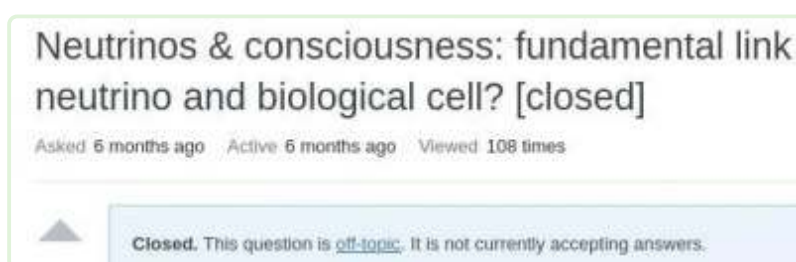 Neutrinos & consciousness: fundamental link
neutrino and biological cell? [closed]
Asked 6 months ago Active 6 months ago Viewed 108 times
Closed. This question is off-topic. It is not currently accepting answers.